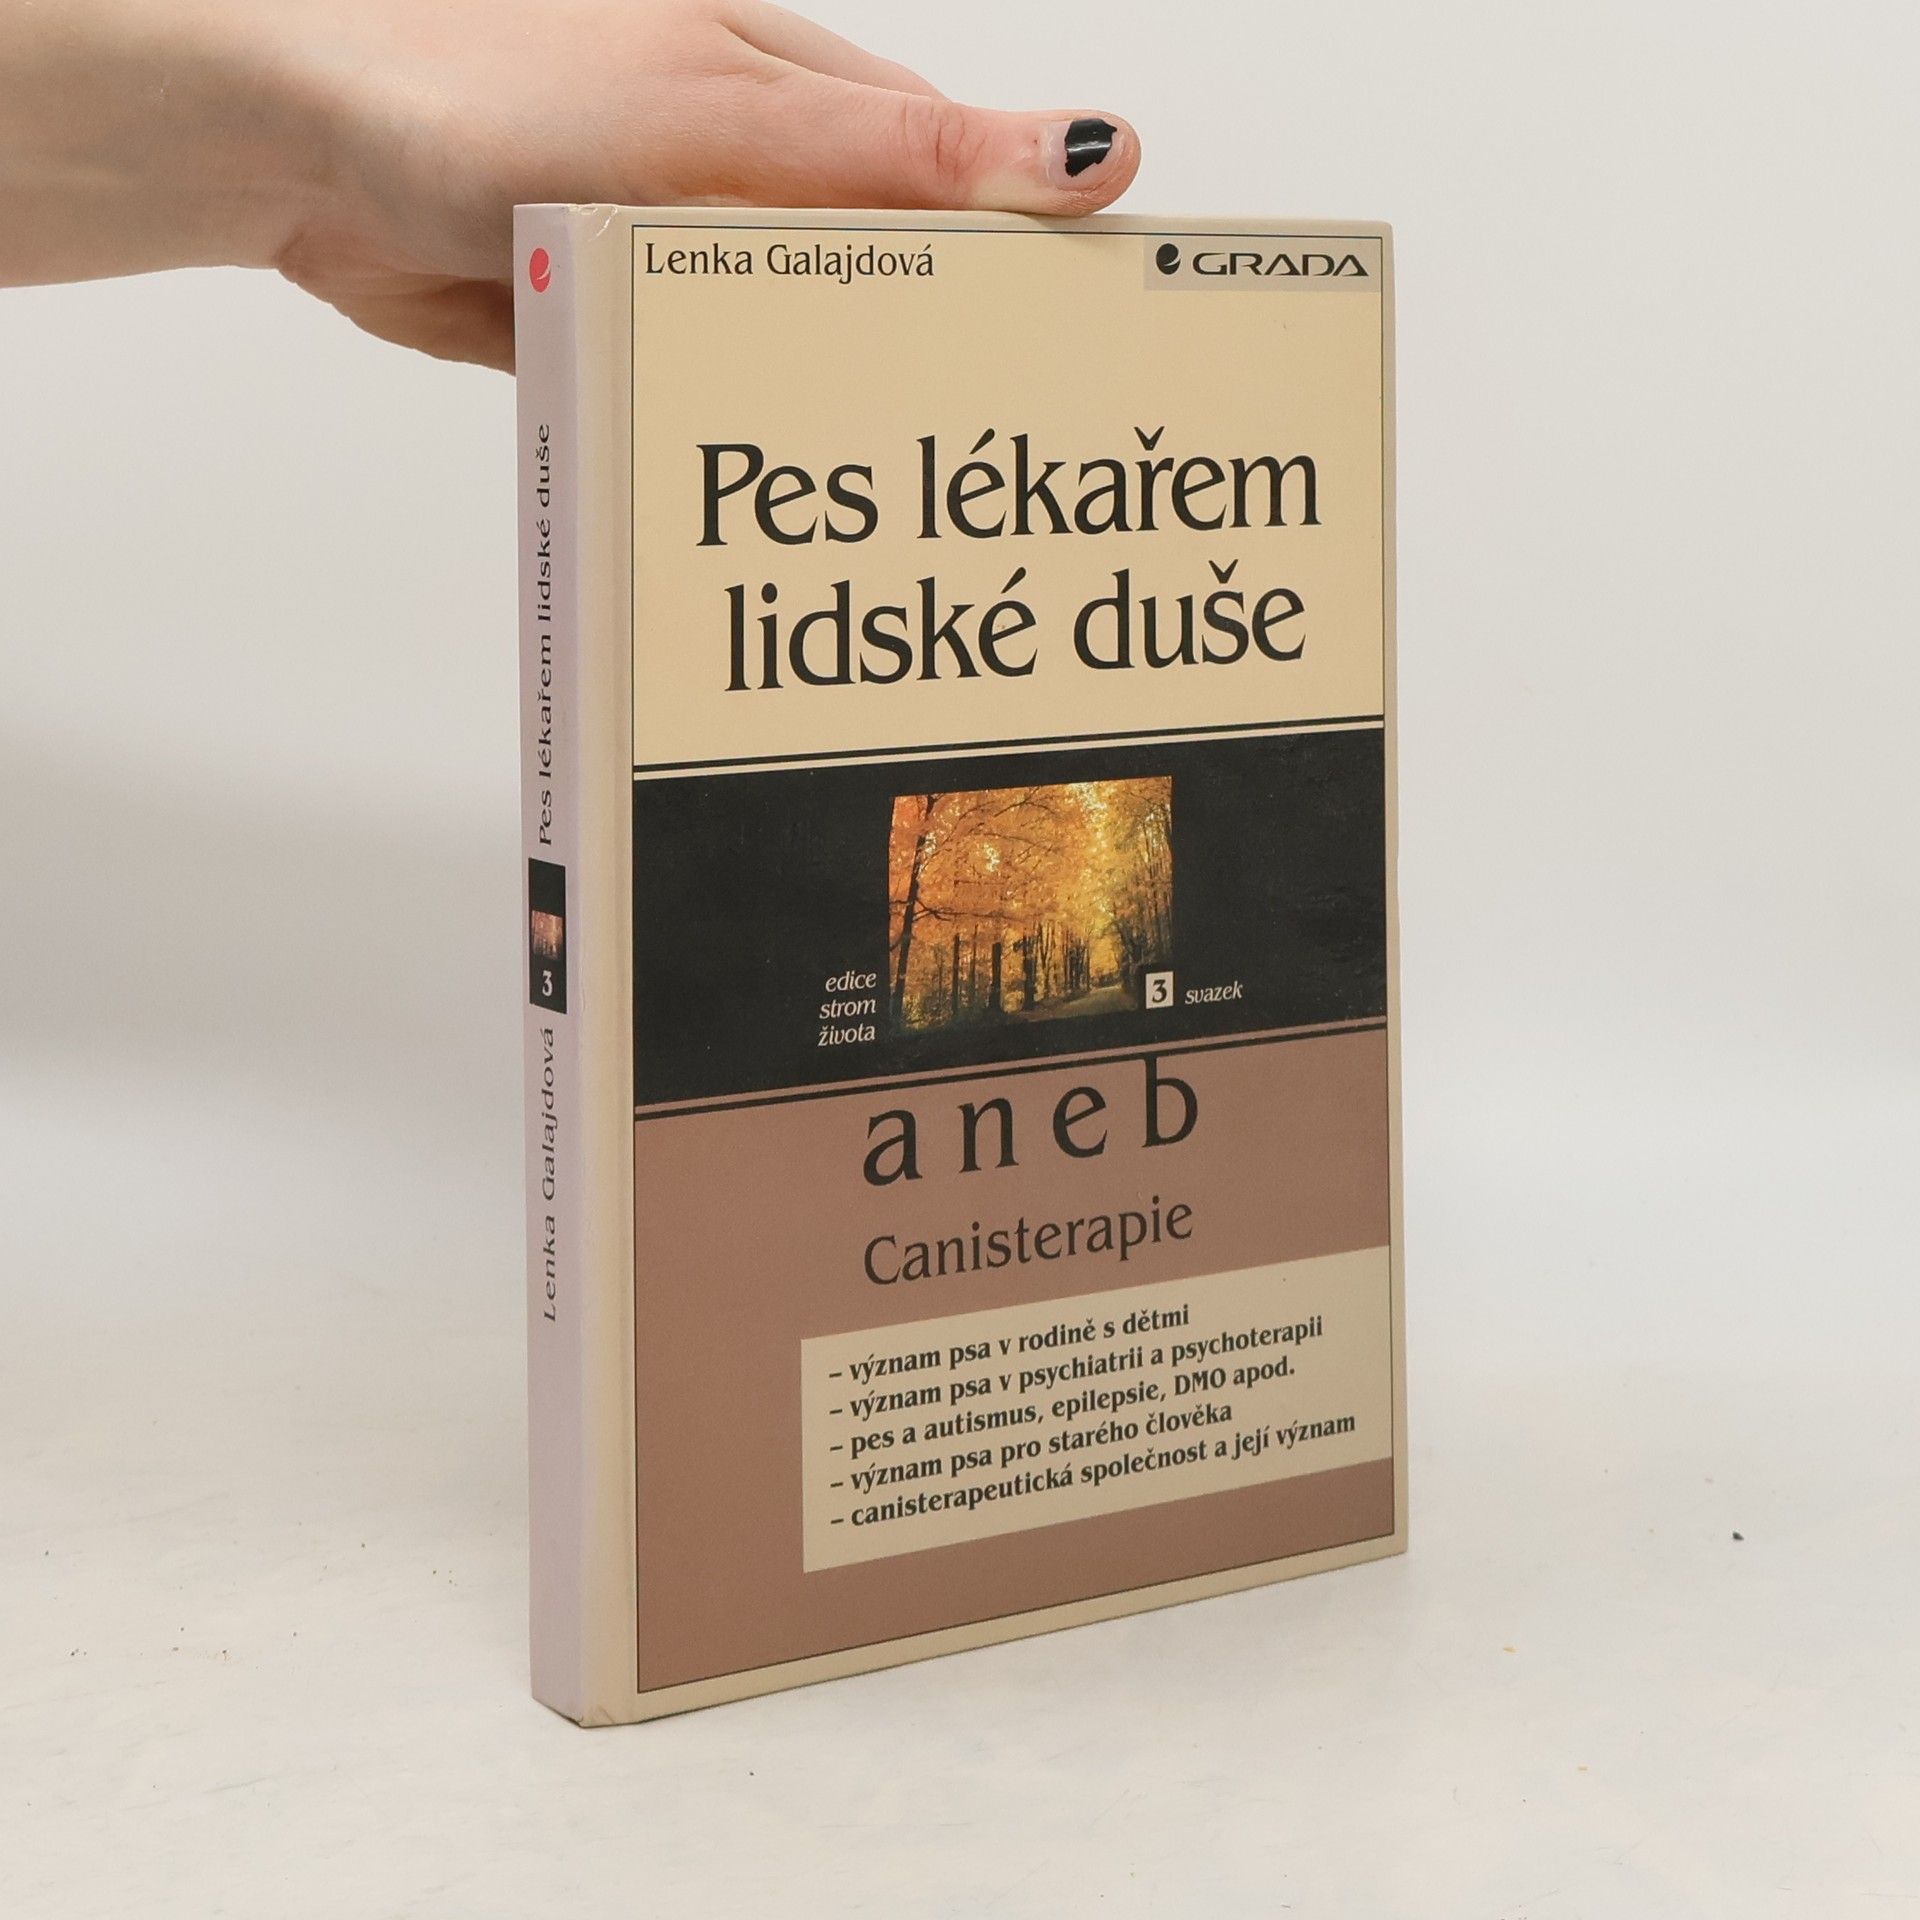 Lenka Galajdová
GRADA
Pes lékařem
lidské duše
edice
strom
života
3 svazek
aneb
Canisterapie
– význam psa v rodině s dětmi
– význam psa v psychiatrii a psychoterapii
– pes a autismus, epilepsie, DMO apod.
– význam psa pro starého člověka
– canisterapeutická společnost a její význam
Lenka Galajdová 3 Pes lékařem lidské duše